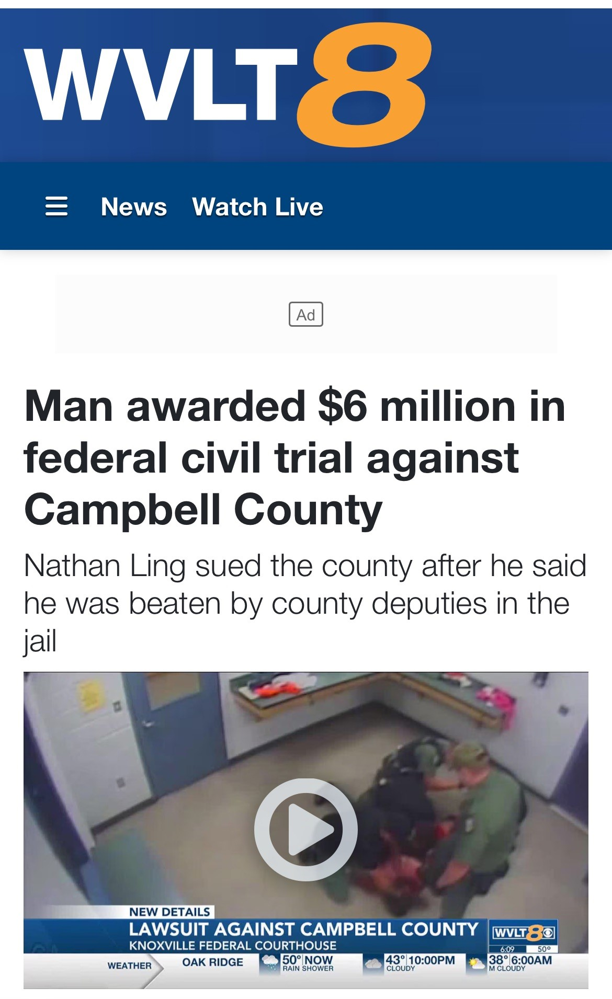 WVLT8
News Watch Live
Ad
Man awarded $6 million in
federal civil trial against
Campbell County
Nathan Ling sued the county after he said
he was beaten by county deputies in the
jail
NEW DETAILS
LAWSUIT AGAINST CAMPBELL COUNTY
KNOXVILLE FEDERAL COURTHOUSE
WVLT8
6:09 50°
WEATHER OAK RIDGE 50° NOW RAIN SHOWER 43° 10:00PM CLOUDY 38° 6:00AM M CLOUDY